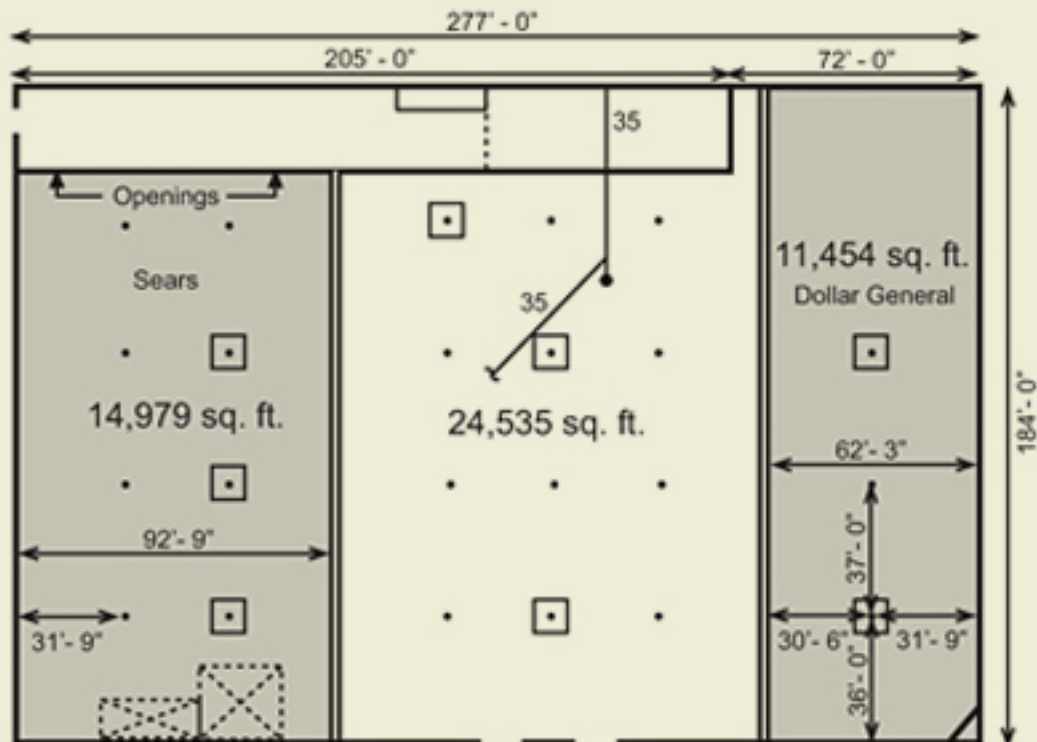 277' - 0"
205' - 0"
72' - 0"
35
Openings
Sears
11,454 sq. ft.
Dollar General
35
14,979 sq. ft.
24,535 sq. ft.
184'- 0"
62'- 3"
92'- 9"
37'- 0"
31'- 9"
30'- 6"
31'- 9"
36'- 0"